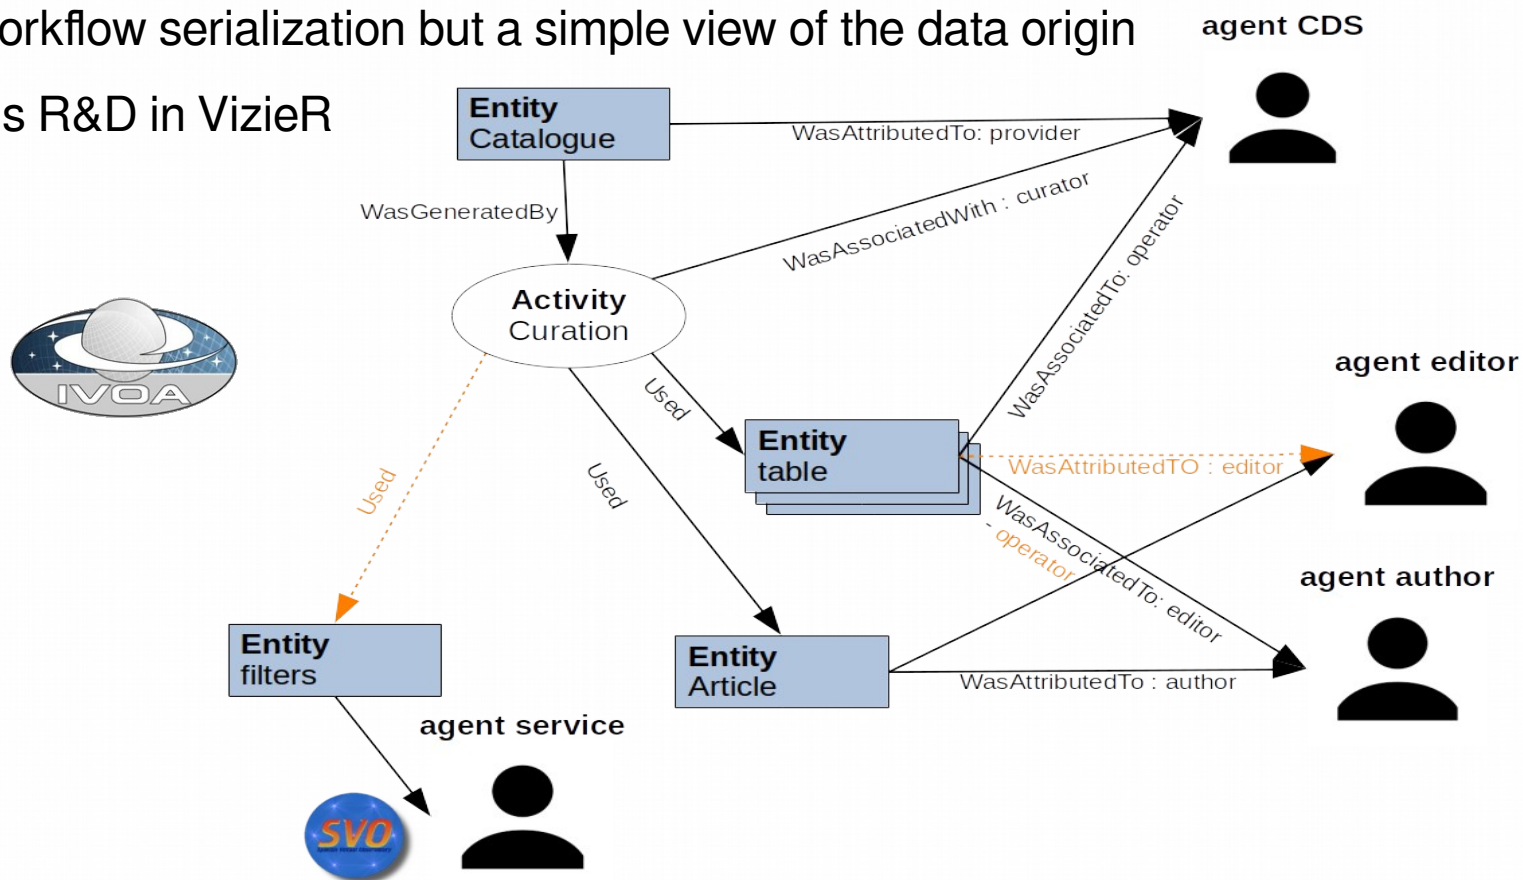 orkflow serialization but a simple view of the data origin
agent CDS
s R&D in VizieR
Entity
Catalogue
WasAttributedTo: provider
WasGeneratedBy
WasAssociatedWith : curator
WasAssociatedTo: operator
Activity
Curation
IVOA
agent editor
Used
Entity
table
WasAttributedTO : editor
Used
Used
WasAssociatedTo: editor
- operator
agent author
Entity
filters
Entity
Article
WasAttributedTo : author
agent service
SVO